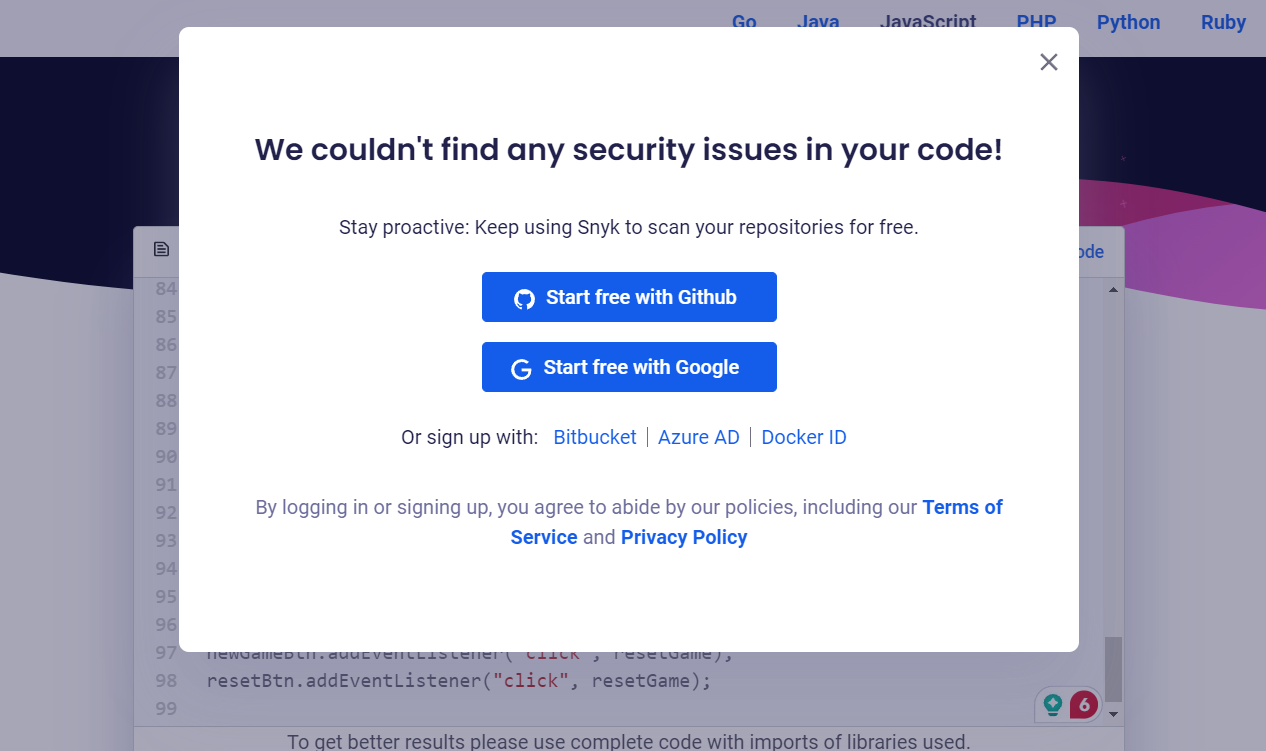 Go Java JavaScript PHP Python Ruby
We couldn't find any security issues in your code!
Stay proactive: Keep using Snyk to scan your repositories for free.
ode
Start free with Github
Start free with Google
Or sign up with: Bitbucket | Azure AD | Docker ID
By logging in or signing up, you agree to abide by our policies, including our Terms of
Service and Privacy Policy
84
85
86
87
88
89
90
91
92
93
94
95
96
97 newGameBtn.addEventListener("click", resetGame);
98 resetBtn.addEventListener("click", resetGame);
99
6
To get better results please use complete code with imports of libraries used.